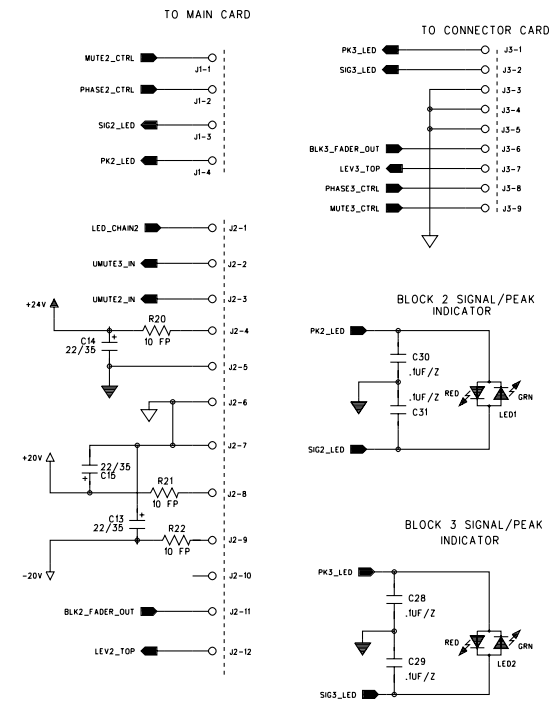 TO MAIN CARD
MUTE2_CTRL J1-1
PHASE2_CTRL J1-2
SIG2_LED J1-3
PK2_LED J1-4
LED_CHAIN2 J2-1
UMUTE3_IN J2-2
UMUTE2_IN J2-3
+24V
R20
10 FP
J2-4
C14
22/35
+
J2-5
J2-6
J2-7
+20V
22/35
C15
+
R21
10 FP
J2-8
C13
22/35
+
R22
10 FP
J2-9
-20V
J2-10
BLK2_FADER_OUT J2-11
LEV2_TOP J2-12
TO CONNECTOR CARD
PK3_LED J3-1
SIG3_LED J3-2
J3-3
J3-4
J3-5
BLK3_FADER_OUT J3-6
LEV3_TOP J3-7
PHASE3_CTRL J3-8
MUTE3_CTRL J3-9
BLOCK 2 SIGNAL/PEAK
INDICATOR
PK2_LED
C30
.1UF/Z
.1UF/Z
C31
RED
GRN
LED1
SIG2_LED
BLOCK 3 SIGNAL/PEAK
INDICATOR
PK3_LED
C28
.1UF/Z
C29
.1UF/Z
RED
GRN
LED2
SIG3_LED